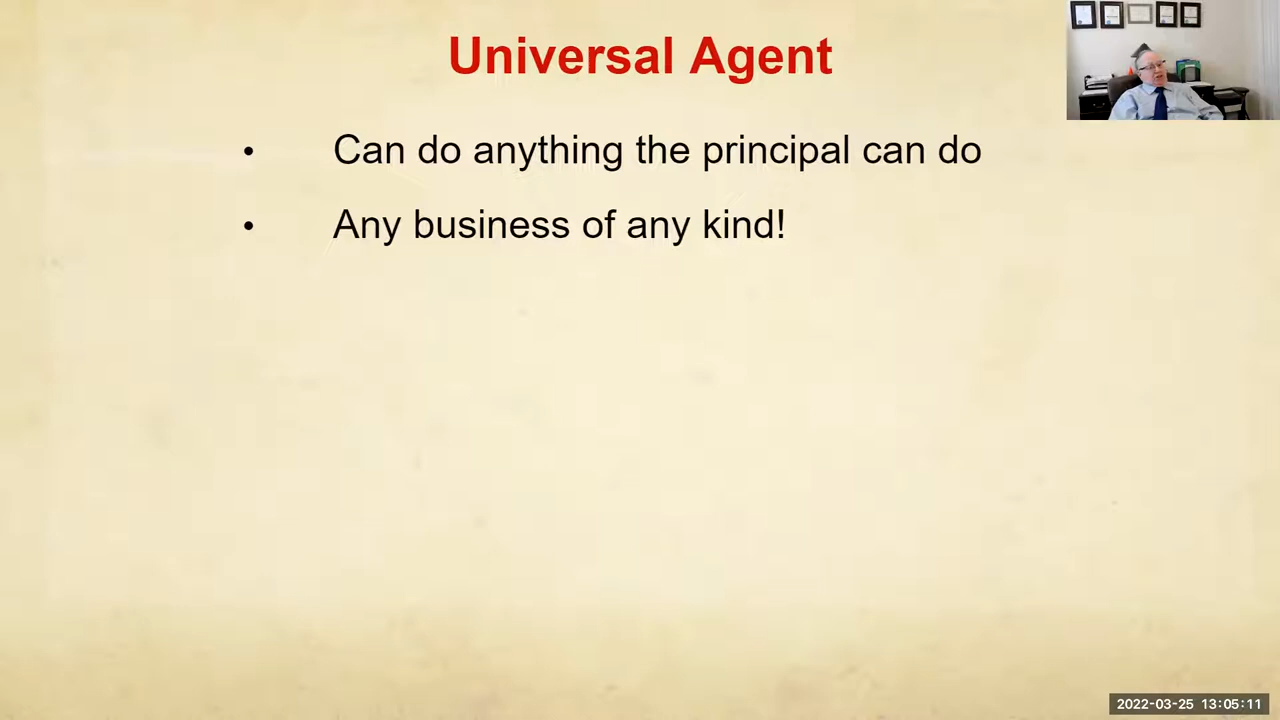 Universal Agent
• Can do anything the principal can do
• Any business of any kind!
2022-03-25 13:05:11